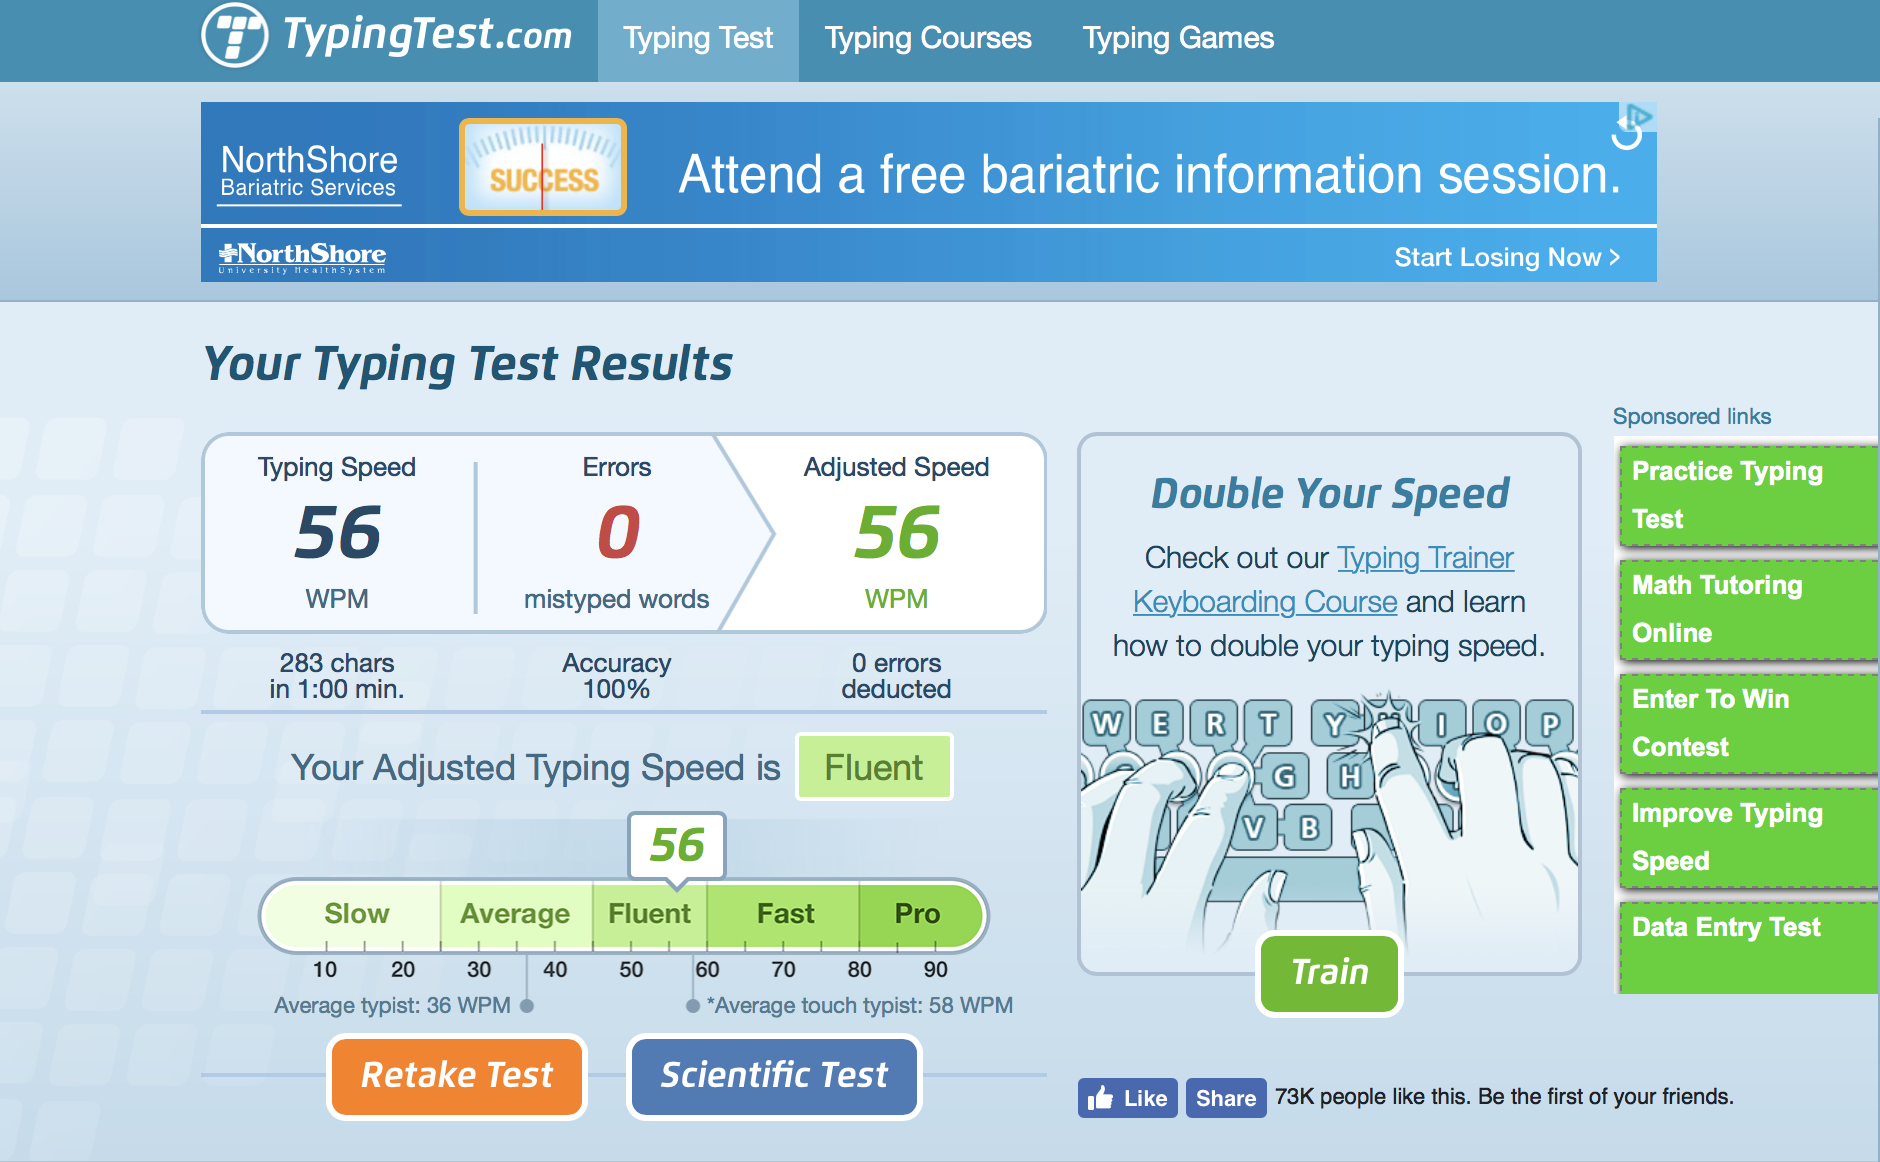 TypingTest.com
Typing Test
Typing Courses
Typing Games
NorthShore
Bariatric Services
SUCCESS
Attend a free bariatric information session.
NorthShore
University HealthSystem
Start Losing Now >
Your Typing Test Results
Typing Speed
56
WPM
Errors
0
mistyped words
Adjusted Speed
56
WPM
283 chars
in 1:00 min.
Accuracy
100%
0 errors
deducted
Your Adjusted Typing Speed is Fluent
56
Slow Average Fluent Fast Pro
10 20 30 40 50 60 70 80 90
Average typist: 36 WPM
*Average touch typist: 58 WPM
Retake Test
Scientific Test
Double Your Speed
Check out our Typing Trainer
Keyboarding Course and learn
how to double your typing speed.
W E R T Y I O P
G H
V B
Train
Sponsored links
Practice Typing
Test
Math Tutoring
Online
Enter To Win
Contest
Improve Typing
Speed
Data Entry Test
Like
Share
73K people like this. Be the first of your friends.